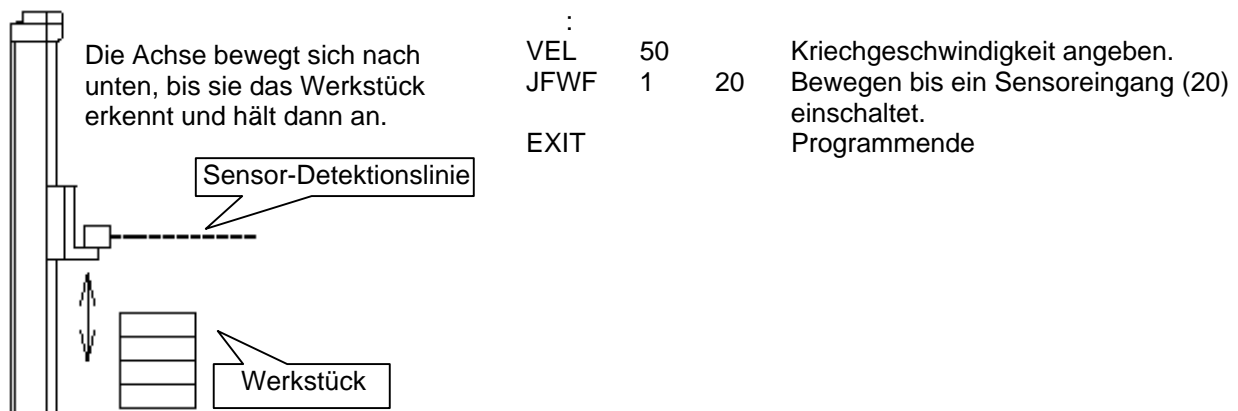 Die Achse bewegt sich nach
unten, bis sie das Werkstück
erkennt und hält dann an.
Sensor-Detektionslinie
Werkstück
:
VEL 50 Kriechgeschwindigkeit angeben.
JFWF 1 20 Bewegen bis ein Sensoreingang (20)
einschaltet.
EXIT Programmende